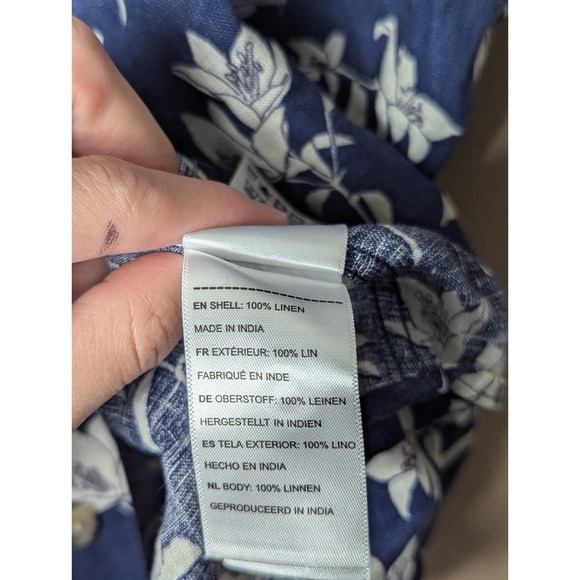 EN SHELL: 100% LINEN
MADE IN INDIA
FR EXTÉRIEUR: 100% LIN
FABRIQUÉ EN INDE
DE OBERSTOFF: 100% LEINEN
HERGESTELLT IN INDIEN
ES TELA EXTERIOR: 100% LINO
HECHO EN INDIA
NL BODY: 100% LINNEN
GEPRODUCEERD IN INDIA